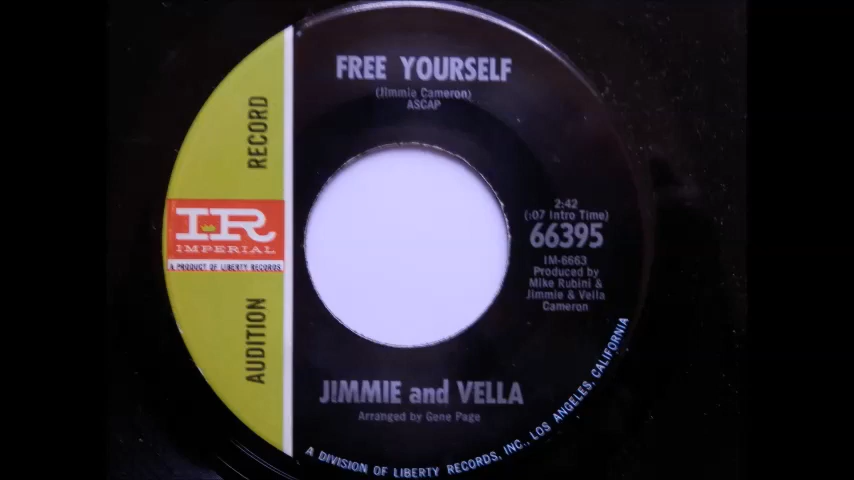 FREE YOURSELF
(Jimmie Cameron)
ASCAP
AUDITION RECORD
IR
IMPERIAL
A PRODUCT OF LIBERTY RECORDS
2:42
(:07 Intro Time)
66395
IM-6663
Produced by
Mike Rubini &
Jimmie & Vella
Cameron
JIMMIE and VELLA
Arranged by Gene Page
A DIVISION OF LIBERTY RECORDS, INC., LOS ANGELES, CALIFORNIA